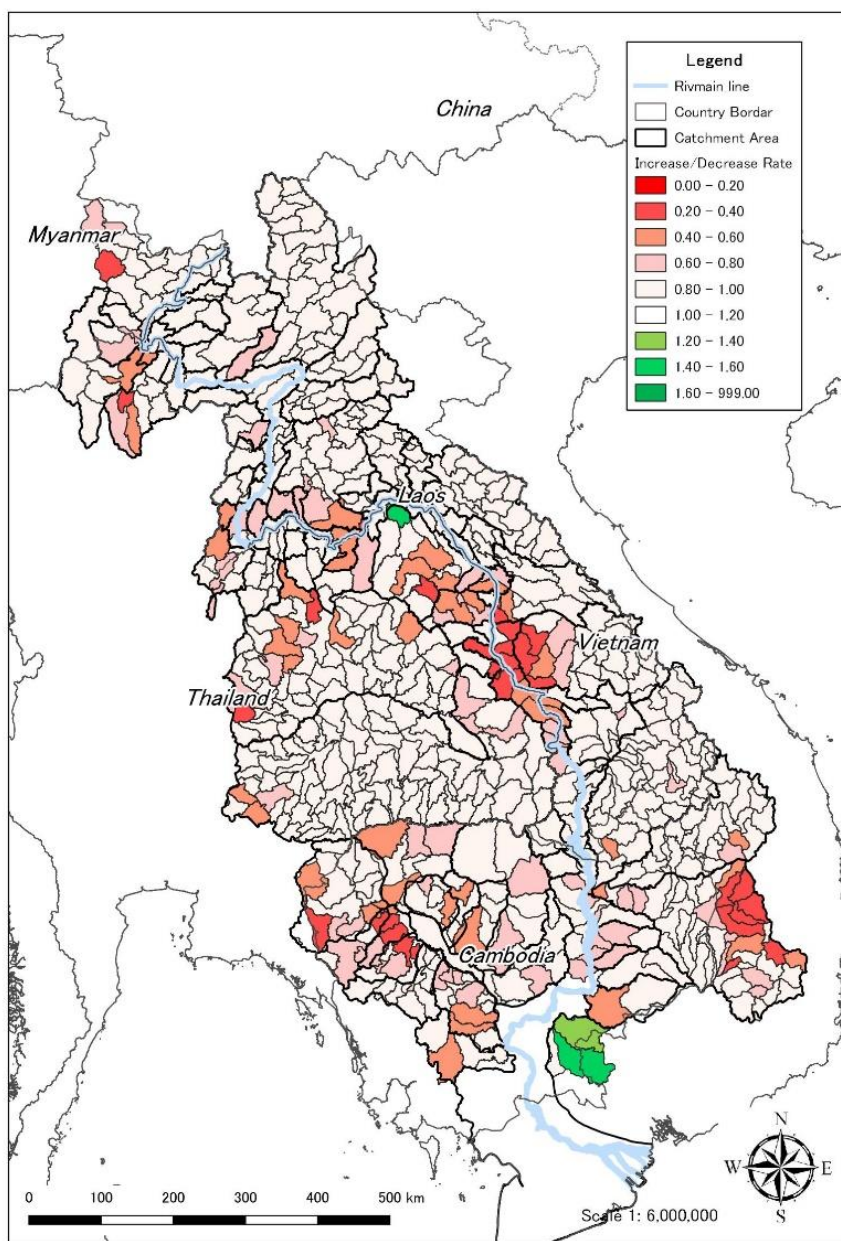 Legend
Rivmain line
Country Bordar
Catchment Area
Increase/Decrease Rate
0.00 - 0.20
0.20 - 0.40
0.40 - 0.60
0.60 - 0.80
0.80 - 1.00
1.00 - 1.20
1.20 - 1.40
1.40 - 1.60
1.60 - 999.00
China
Myanmar
Laos
Vietnam
Thailand
Cambodia
N
W E
S
0 100 200 300 400 500 km
Scale 1: 6,000,000